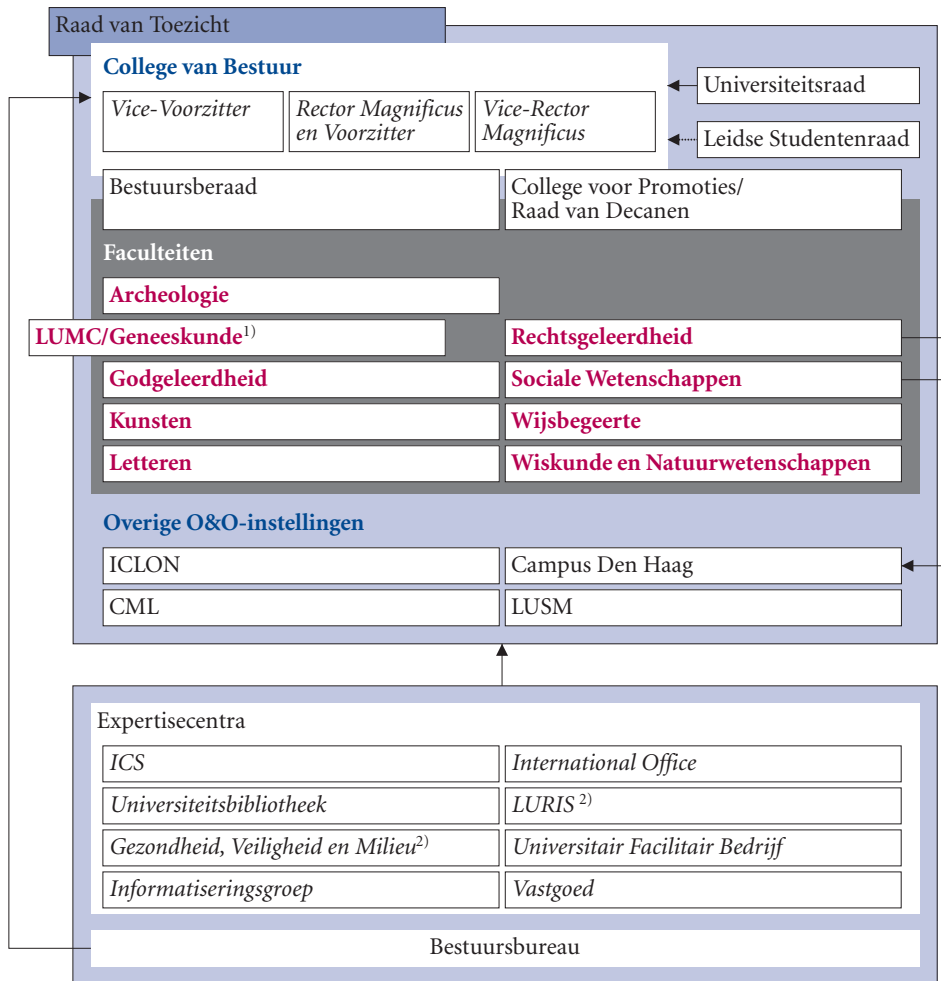 Raad van Toezicht
College van Bestuur
Vice-Voorzitter
Rector Magnificus
en Voorzitter
Vice-Rector
Magnificus
Universiteitsraad
Leidse Studentenraad
Bestuursberaad
College voor Promoties/
Raad van Decanen
Faculteiten
Archeologie
LUMC/Geneeskunde1)
Rechtsgeleerdheid
Godgeleerdheid
Sociale Wetenschappen
Kunsten
Wijsbegeerte
Letteren
Wiskunde en Natuurwetenschappen
Overige O&O-instellingen
ICLON
Campus Den Haag
CML
LUSM
Expertisecentra
ICS
International Office
Universiteitsbibliotheek
LURIS 2)
Gezondheid, Veiligheid en Milieu2)
Universitair Facilitair Bedrijf
Informatiseringsgroep
Vastgoed
Bestuursbureau